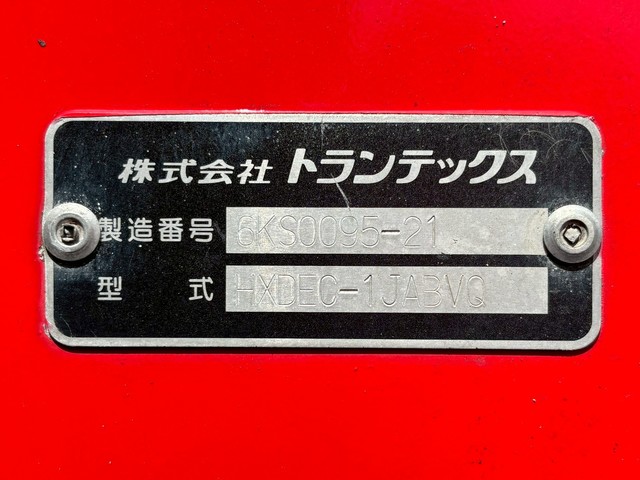 株式会社 トランテックス
製造番号 6KS0095-21
型式 HXDEC-1JABVQ